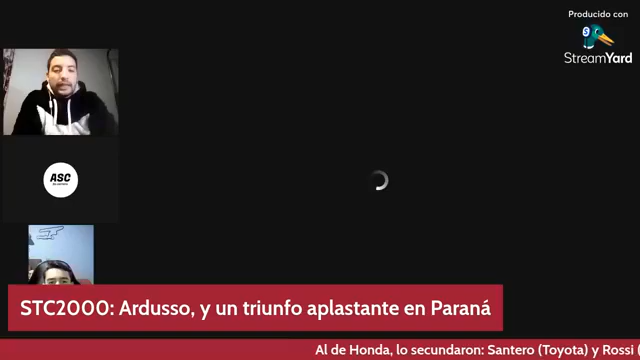 Producido con
StreamYard
ASC
STC2000: Ardusso, y un triunfo aplastante en Paraná
Al de Honda, lo secundaron: Santero (Toyota) y Rossi (